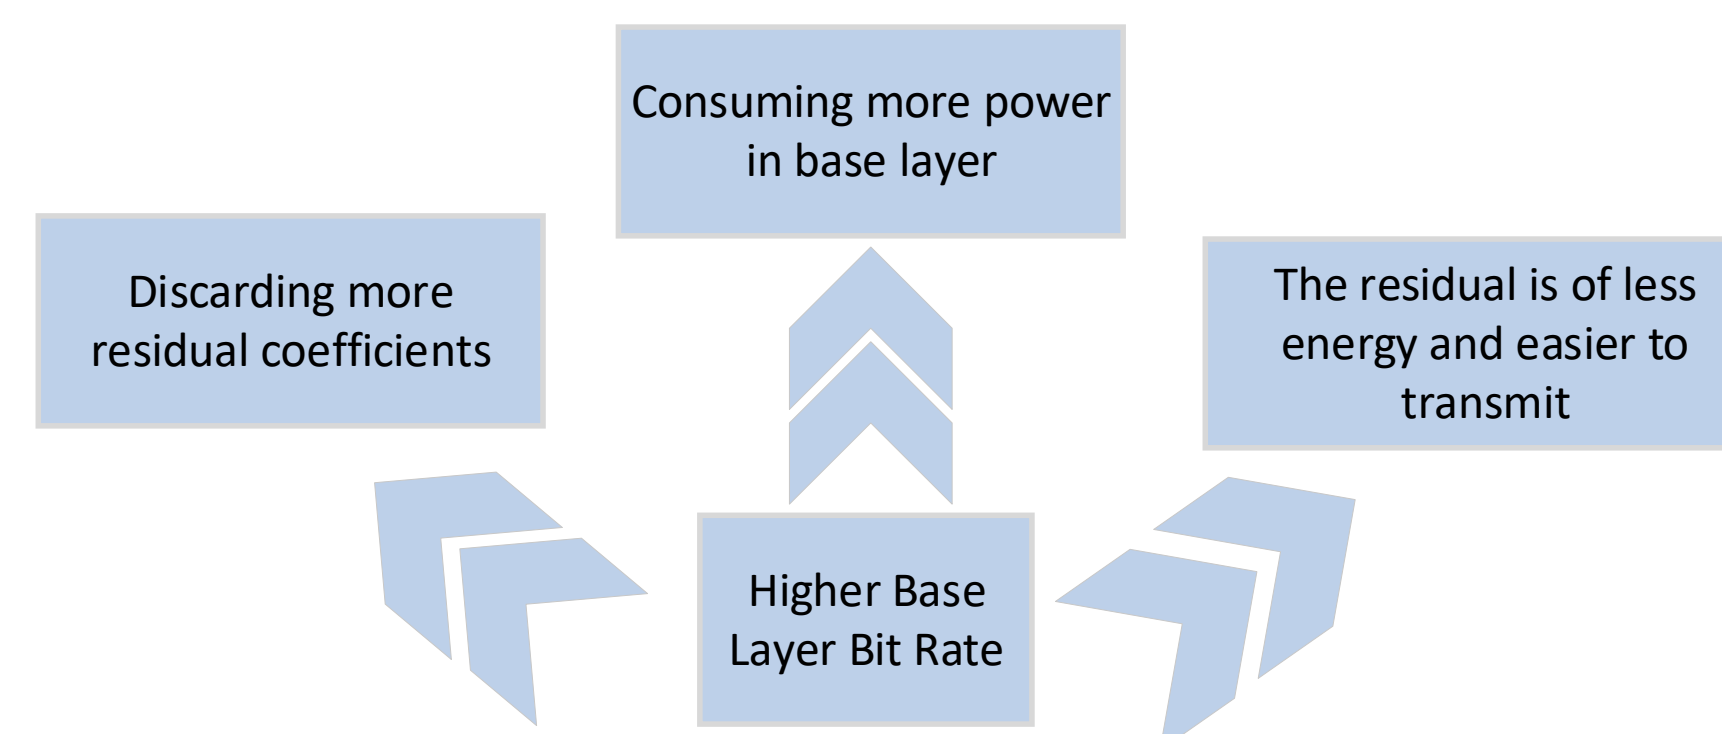 Consuming more power
in base layer
Discarding more
residual coefficients
The residual is of less
energy and easier to
transmit
Higher Base
Layer Bit Rate